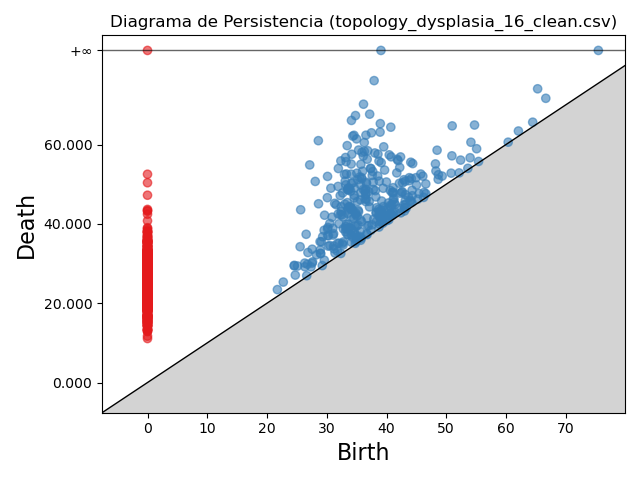 Diagrama de Persistencia (topology_dysplasia_16_clean.csv)
+∞
60.000
40.000
20.000
0.000
Death
0 10 20 30 40 50 60 70
Birth